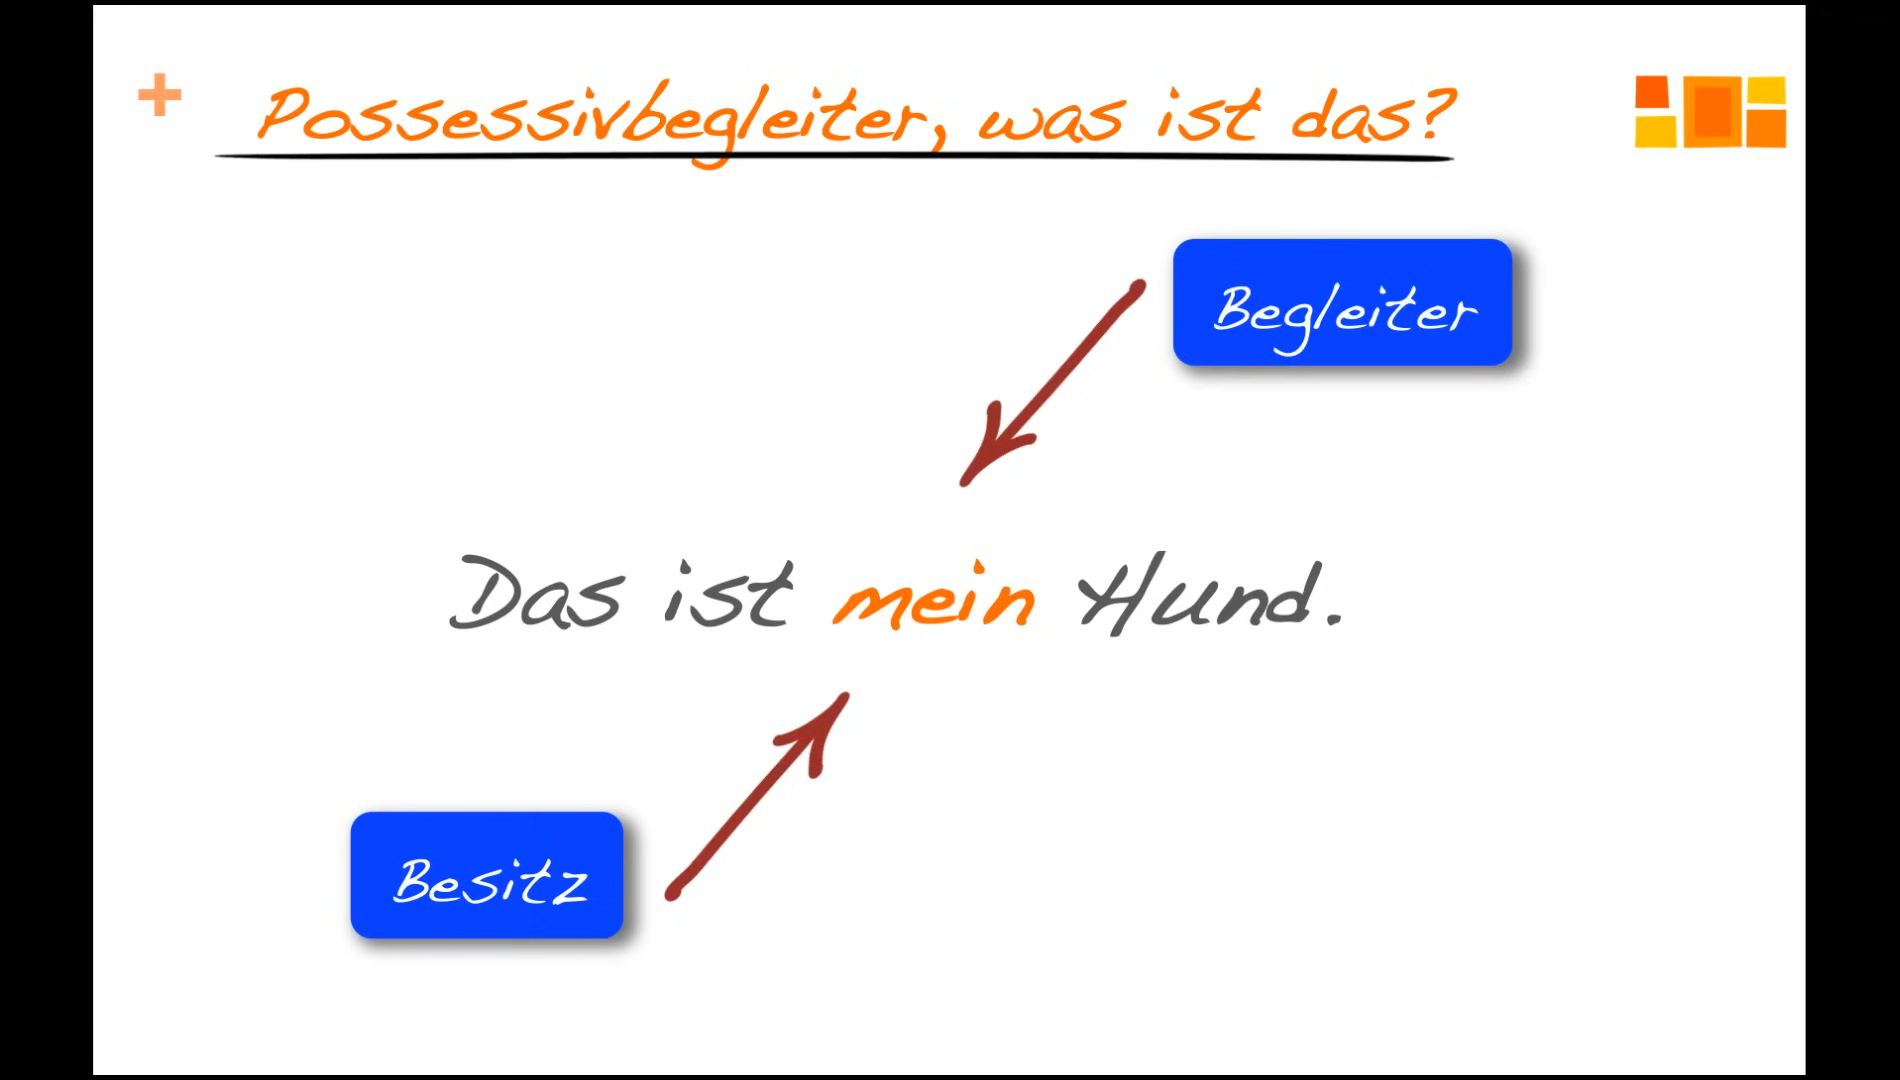 Possessivbegleiter, was ist das?
Begleiter
Das ist mein Hund.
Besitz